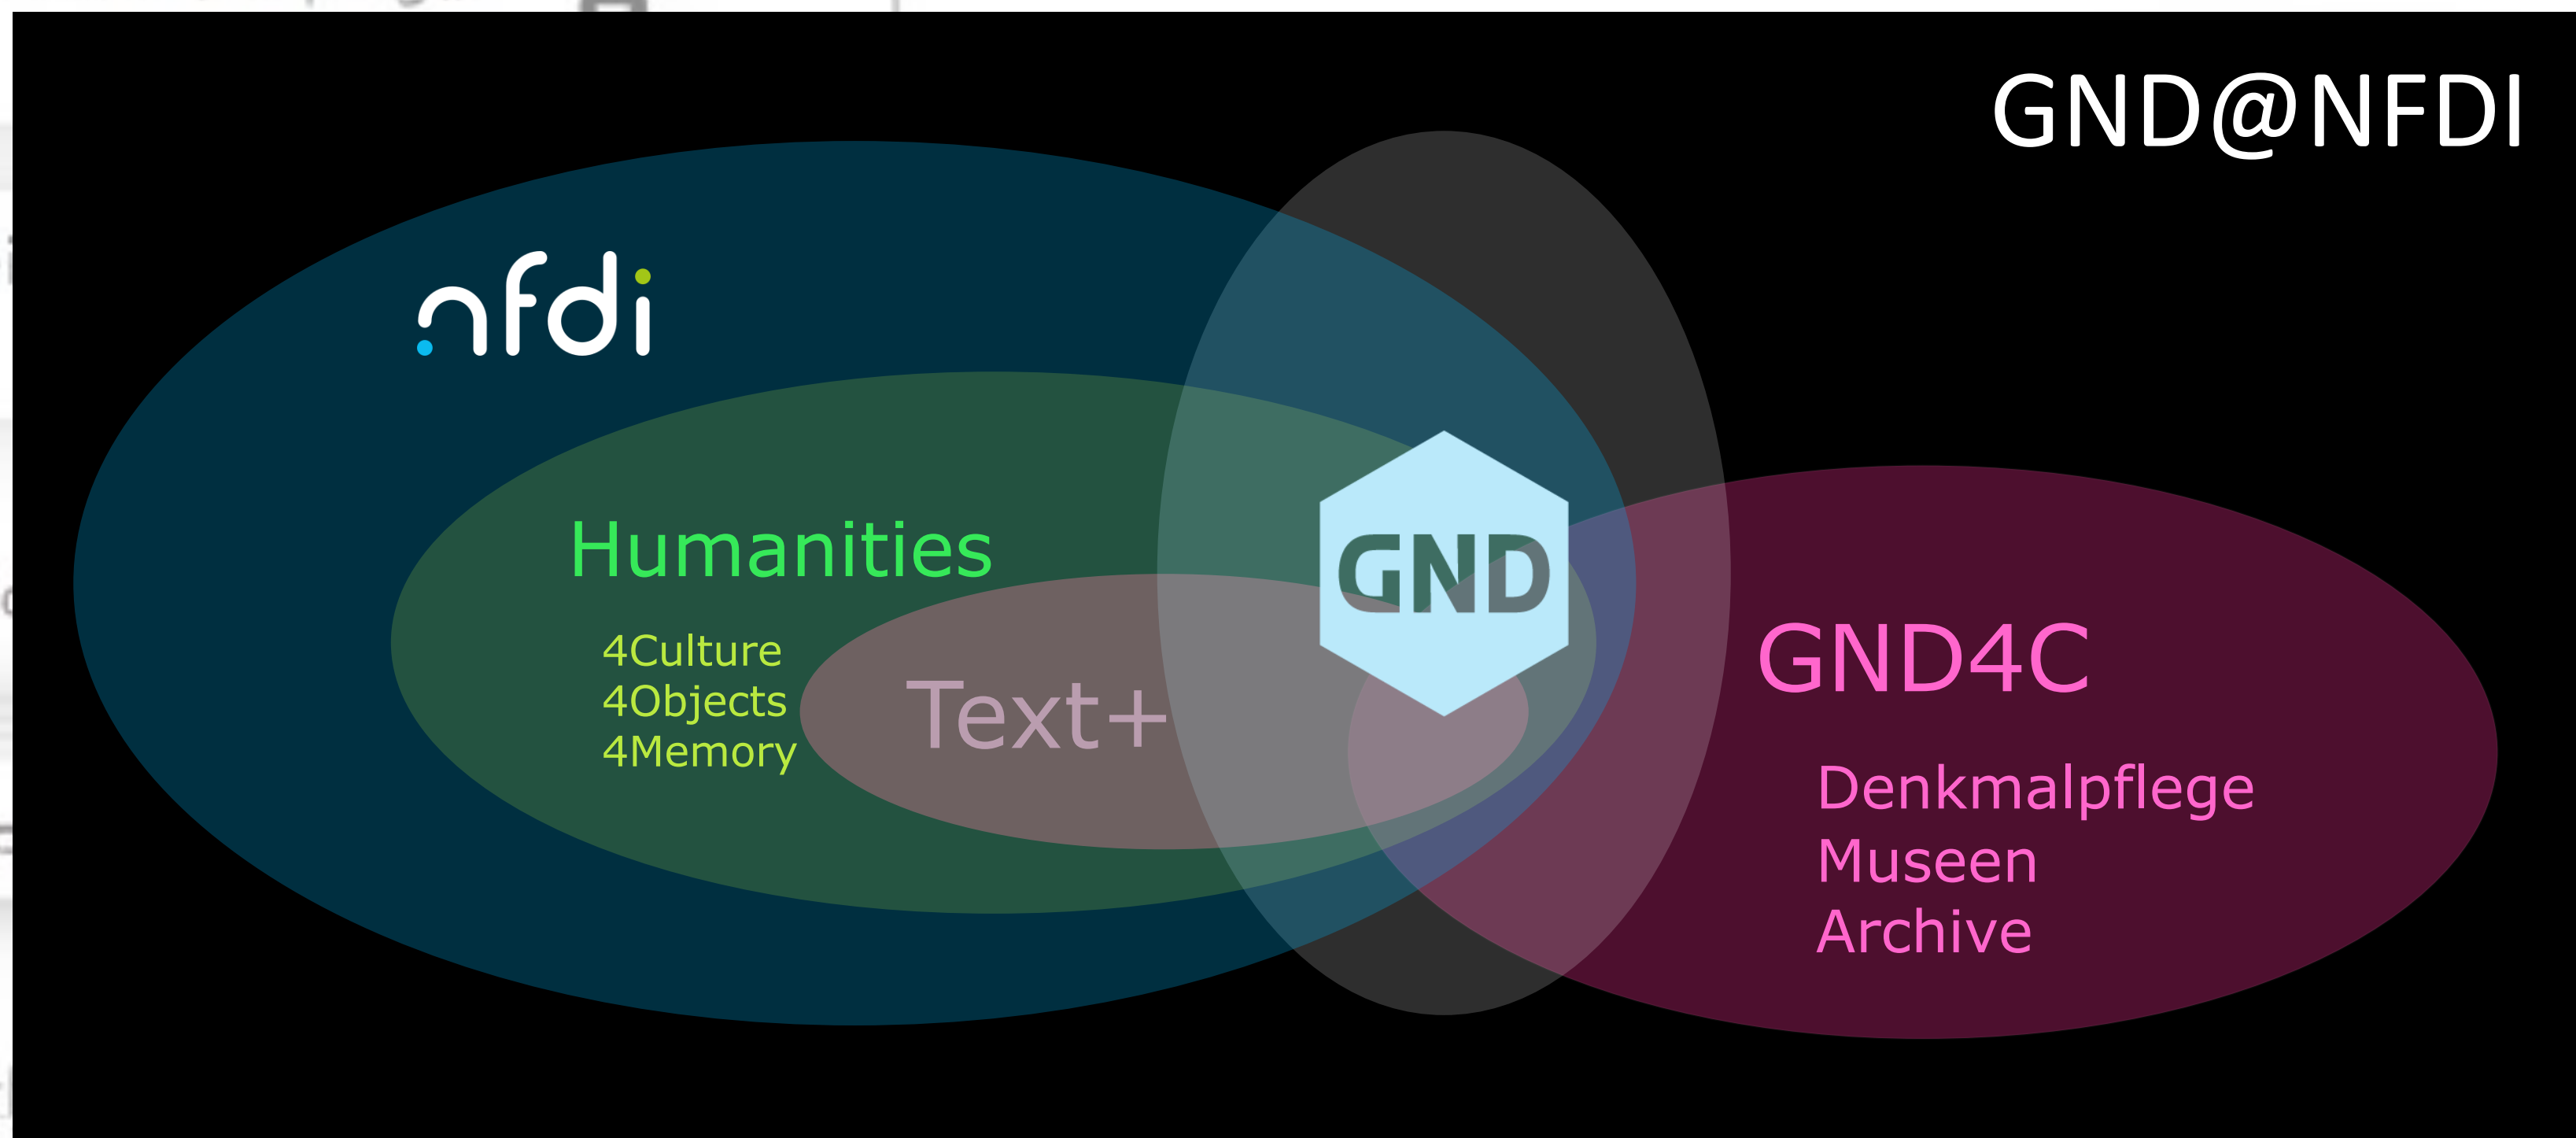 GND@NFDI
nfdi
Humanities
4Culture
4Objects
4Memory
Text+
GND
GND4C
Denkmalpflege
Museen
Archive